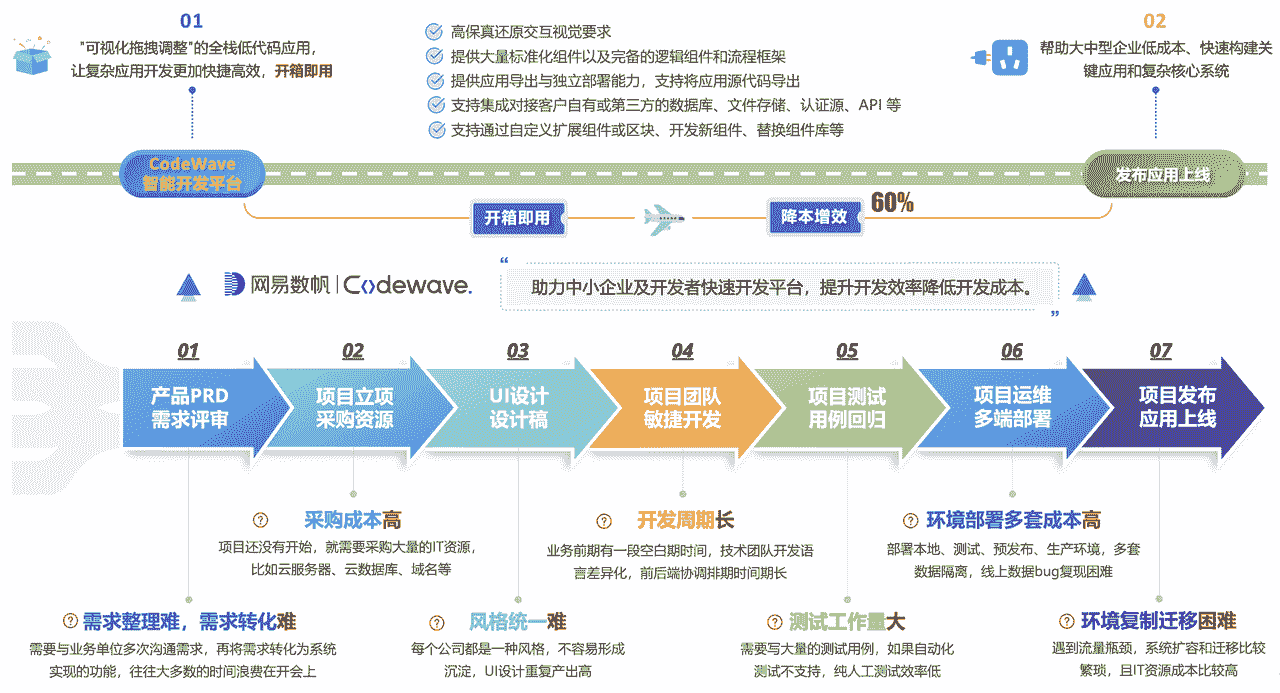 01
"可视化拖拽调整"的全栈低代码应用，
让复杂应用开发更加快捷高效，开箱即用
高保真还原交互视觉要求
提供大量标准化组件以及完备的逻辑组件和流程框架
提供应用导出与独立部署能力，支持将应用源代码导出
支持集成对接客户自有或第三方的数据库、文件存储、认证源、API 等
支持通过自定义扩展组件或区块、开发新组件、替换组件库等
02
帮助大中型企业低成本、快速构建关
键应用和复杂核心系统
CodeWave
智能开发平台
发布应用上线
开箱即用
降本增效
60%
网易数帆 | Codewave.
“
助力中小企业及开发者快速开发平台，提升开发效率降低开发成本。
”
01
产品PRD
需求评审
02
项目立项
采购资源
03
UI设计
设计稿
04
项目团队
敏捷开发
05
项目测试
用例回归
06
项目运维
多端部署
07
项目发布
应用上线
? 采购成本高
项目还没有开始，就需要采购大量的IT资源，
比如云服务器、云数据库、域名等
? 开发周期长
业务前期有一段空白期时间，技术团队开发语
言差异化，前后端协调排期时间期长
? 环境部署多套成本高
部署本地、测试、预发布、生产环境，多套
数据隔离，线上数据bug复现困难
? 需求整理难，需求转化难
需要与业务单位多次沟通需求，再将需求转化为系统
实现的功能，往往大多数的时间浪费在开会上
? 风格统一难
每个公司都是一种风格，不容易形成
沉淀，UI设计重复产出高
? 测试工作量大
需要写大量的测试用例，如果自动化
测试不支持，纯人工测试效率低
? 环境复制迁移困难
遇到流量瓶颈，系统扩容和迁移比较
繁琐，且IT资源成本比较高